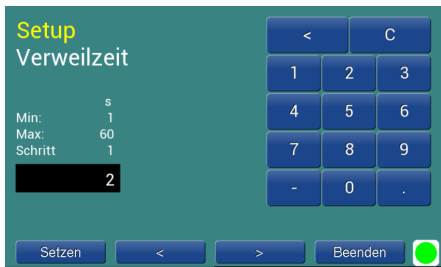 Setup
Verweilzeit
s
Min: 1
Max: 60
Schritt 1
2
< C
1 2 3
4 5 6
7 8 9
- 0 .
Setzen < > Beenden